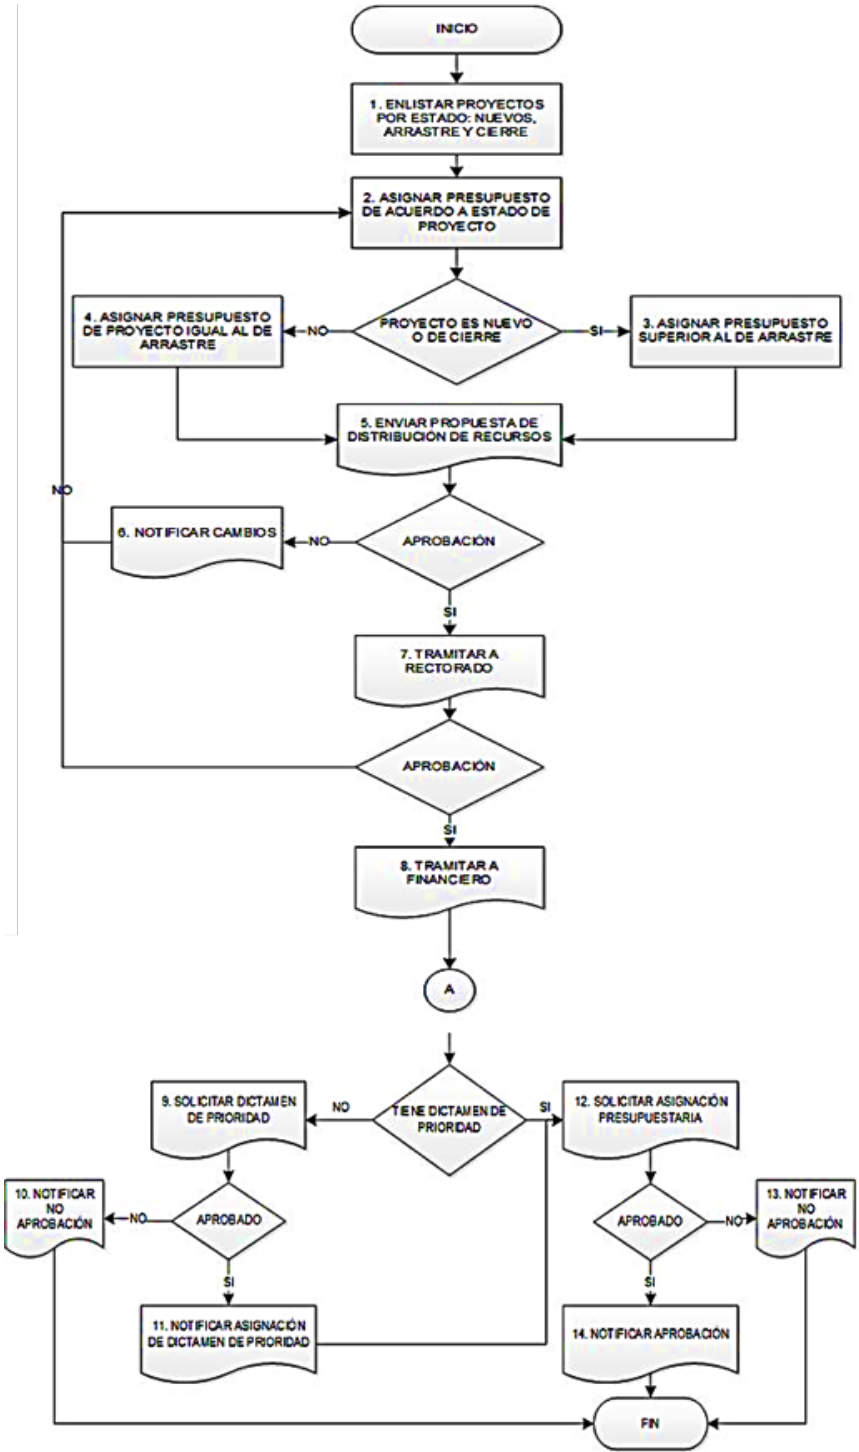 INICIO
1. ENLISTAR PROYECTOS
POR ESTADO: NUEVOS,
ARRASTRE Y CIERRE
2. ASIGNAR PRESUPUESTO
DE ACUERDO A ESTADO DE
PROYECTO
4. ASIGNAR PRESUPUESTO
DE PROYECTO IGUAL AL DE
ARRASTRE
NO
PROYECTO ES NUEVO
O DE CIERRE
SI
3. ASIGNAR PRESUPUESTO
SUPERIOR AL DE ARRASTRE
5. ENVIAR PROPUESTA DE
DISTRIBUCIÓN DE RECURSOS
NO
6. NOTIFICAR CAMBIOS
NO
APROBACIÓN
SI
7. TRAMITAR A
RECTORADO
APROBACIÓN
SI
8. TRAMITAR A
FINANCIERO
A
9. SOLICITAR DICTAMEN
DE PRIORIDAD
NO
TIENE DICTAMEN DE
PRIORIDAD
SI
12. SOLICITAR ASIGNACIÓN
PRESUPUESTARIA
10. NOTIFICAR
NO
APROBACIÓN
NO
APROBADO
SI
APROBADO
NO
13. NOTIFICAR
NO
APROBACIÓN
SI
11. NOTIFICAR ASIGNACIÓN
DE DICTAMEN DE PRIORIDAD
14. NOTIFICAR APROBACIÓN
FIN